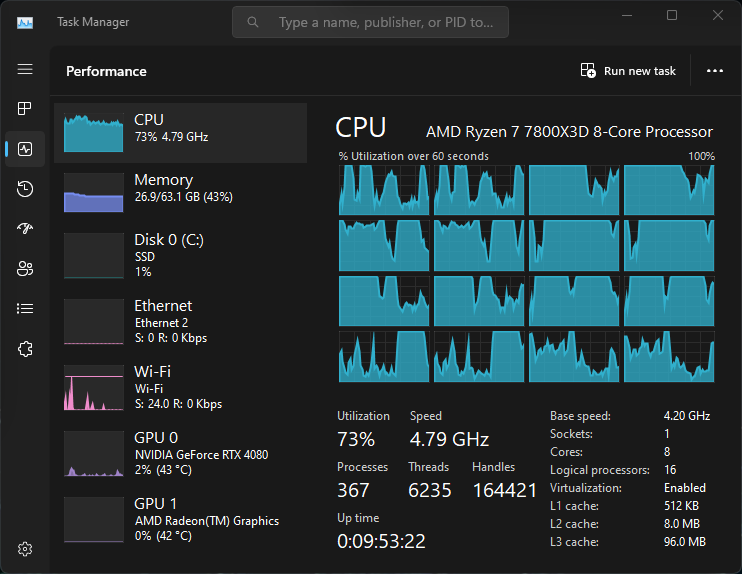 Task Manager
Type a name, publisher, or PID to...
Performance
Run new task
CPU
73% 4.79 GHz
Memory
26.9/63.1 GB (43%)
Disk 0 (C:)
SSD
1%
Ethernet
Ethernet 2
S: 0 R: 0 Kbps
Wi-Fi
Wi-Fi
S: 24.0 R: 0 Kbps
GPU 0
NVIDIA GeForce RTX 4080
2% (43 °C)
GPU 1
AMD Radeon(TM) Graphics
0% (42 °C)
CPU AMD Ryzen 7 7800X3D 8-Core Processor
% Utilization over 60 seconds 100%
Utilization Speed
73% 4.79 GHz
Processes Threads Handles
367 6235 164421
Up time
0:09:53:22
Base speed: 4.20 GHz
Sockets: 1
Cores: 8
Logical processors: 16
Virtualization: Enabled
L1 cache: 512 KB
L2 cache: 8.0 MB
L3 cache: 96.0 MB